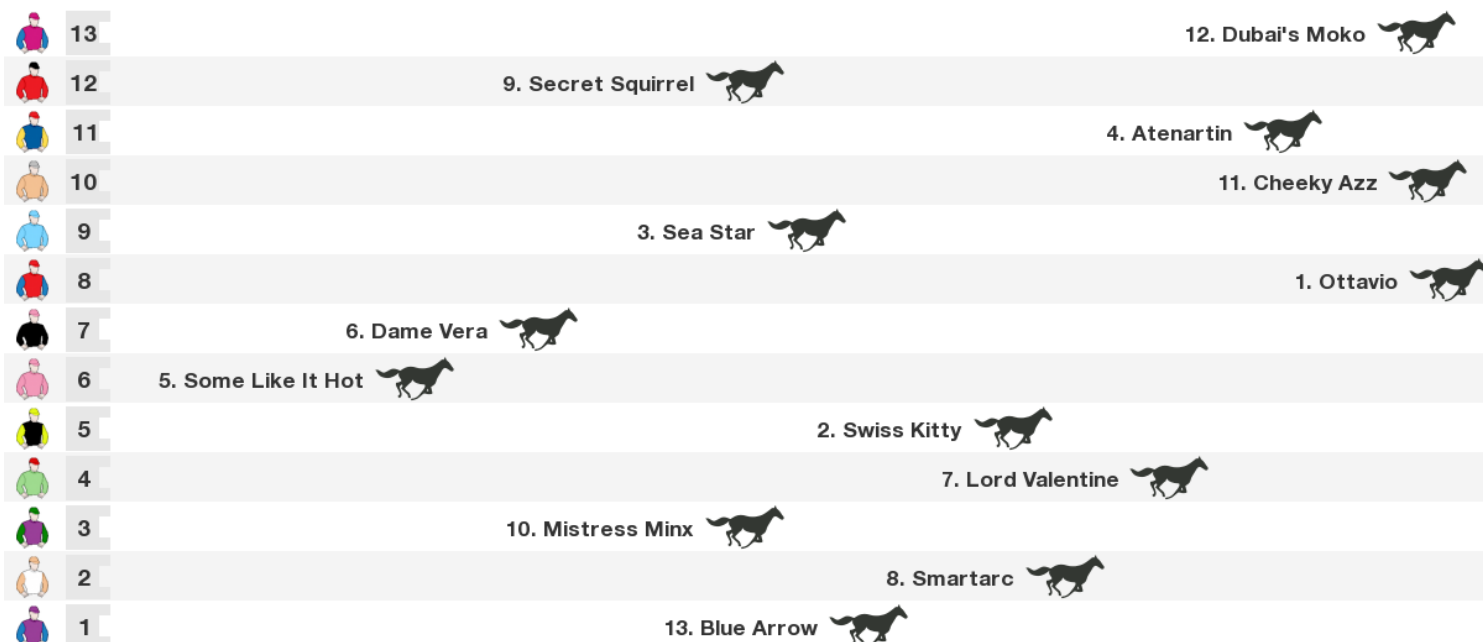 13 12. Dubai's Moko
12 9. Secret Squirrel
11 4. Atenartin
10 11. Cheeky Azz
9 3. Sea Star
8 1. Ottavio
7 6. Dame Vera
6 5. Some Like It Hot
5 2. Swiss Kitty
4 7. Lord Valentine
3 10. Mistress Minx
2 8. Smartarc
1 13. Blue Arrow